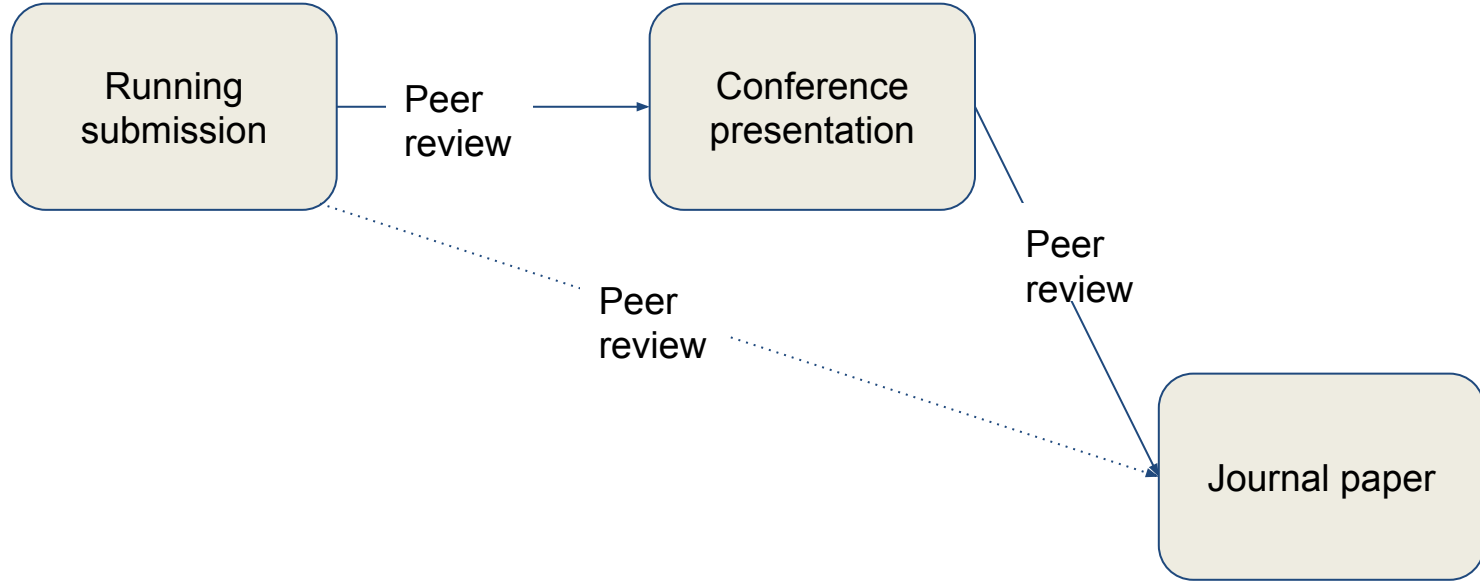 Running
submission
Peer
review
Conference
presentation
Peer
review
Peer
review
Journal paper